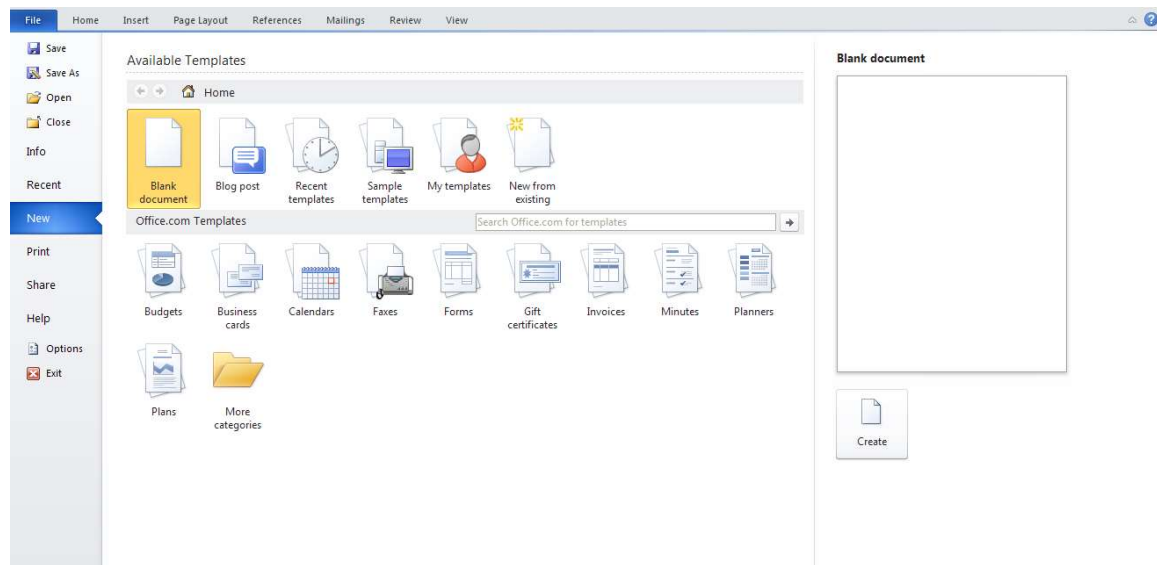 File Home Insert Page Layout References Mailings Review View
Save
Save As
Open
Close
Info
Recent
New
Print
Share
Help
Options
Exit
Available Templates
Home
Blank document
Blog post
Recent templates
Sample templates
My templates
New from existing
Office.com Templates
Search Office.com for templates
Budgets
Business cards
Calendars
Faxes
Forms
Gift certificates
Invoices
Minutes
Planners
Plans
More categories
Blank document
Create